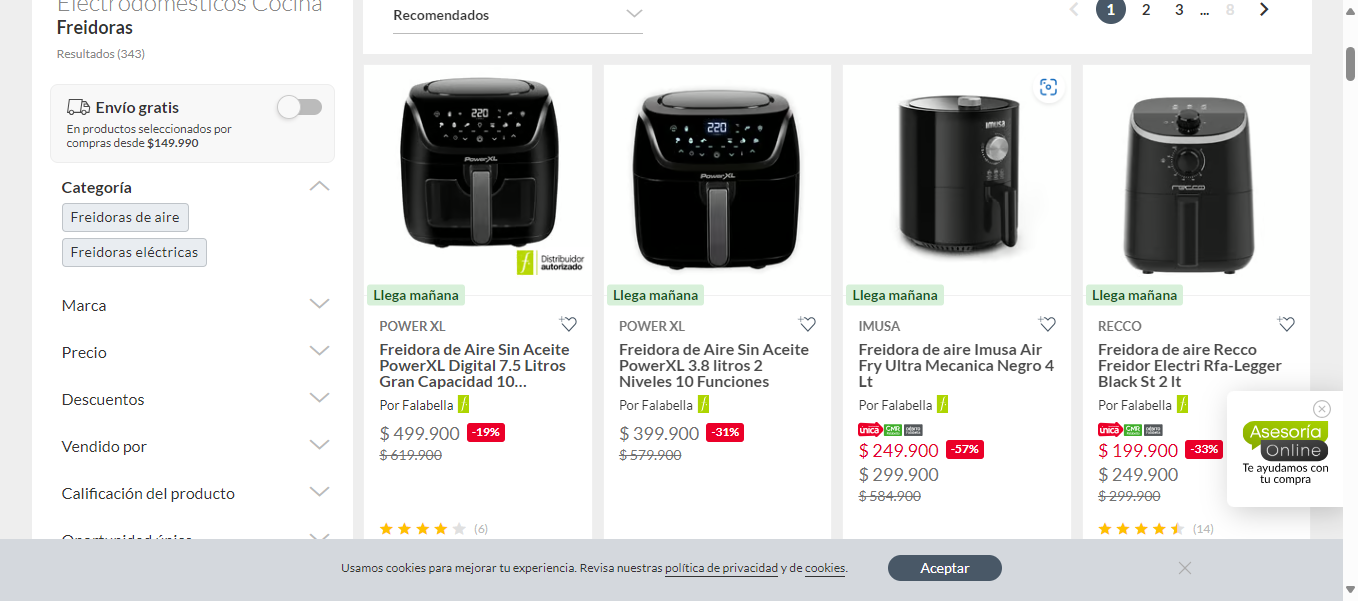 Electrodomésticos Cocina
Freidoras
Resultados (343)
Envío gratis
En productos seleccionados por
compras desde $149.990
Categoría
Freidoras de aire
Freidoras eléctricas
Marca
Precio
Descuentos
Vendido por
Calificación del producto
Oportunidad única
Recomendados
1 2 3 ... 8
220
PowerXL
Distribuidor
autorizado
Llega mañana
POWER XL
Freidora de Aire Sin Aceite
PowerXL Digital 7.5 Litros
Gran Capacidad 10...
Por Falabella
$ 499.900 -19%
$ 619.900
(6)
220
PowerXL
Llega mañana
POWER XL
Freidora de Aire Sin Aceite
PowerXL 3.8 litros 2
Niveles 10 Funciones
Por Falabella
$ 399.900 -31%
$ 579.900
imusa
Llega mañana
IMUSA
Freidora de aire Imusa Air
Fry Ultra Mecanica Negro 4
Lt
Por Falabella
única CMR
$ 249.900 -57%
$ 299.900
$ 584.900
recco
Llega mañana
RECCO
Freidora de aire Recco
Freidor Electri Rfa-Legger
Black St 2 lt
Por Falabella
única CMR
$ 199.900 -33%
$ 249.900
$ 299.900
(14)
Asesoría
Online
Te ayudamos con
tu compra
Usamos cookies para mejorar tu experiencia. Revisa nuestras política de privacidad y de cookies.
Aceptar